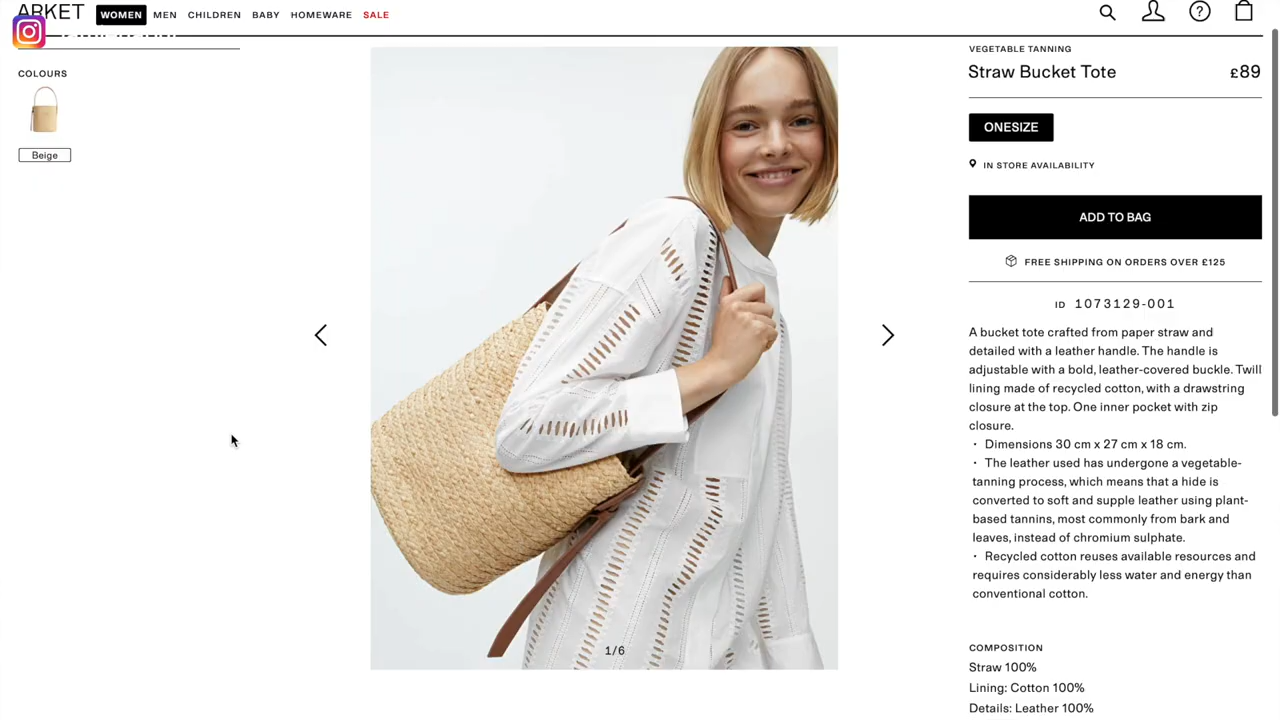 ARKET
WOMEN MEN CHILDREN BABY HOMEWARE SALE
COLOURS
Beige
1/6
VEGETABLE TANNING
Straw Bucket Tote £89
ONESIZE
IN STORE AVAILABILITY
ADD TO BAG
FREE SHIPPING ON ORDERS OVER £125
ID 1073129-001
A bucket tote crafted from paper straw and
detailed with a leather handle. The handle is
adjustable with a bold, leather-covered buckle. Twill
lining made of recycled cotton, with a drawstring
closure at the top. One inner pocket with zip
closure.
· Dimensions 30 cm x 27 cm x 18 cm.
· The leather used has undergone a vegetable-
tanning process, which means that a hide is
converted to soft and supple leather using plant-
based tannins, most commonly from bark and
leaves, instead of chromium sulphate.
· Recycled cotton reuses available resources and
requires considerably less water and energy than
conventional cotton.
COMPOSITION
Straw 100%
Lining: Cotton 100%
Details: Leather 100%